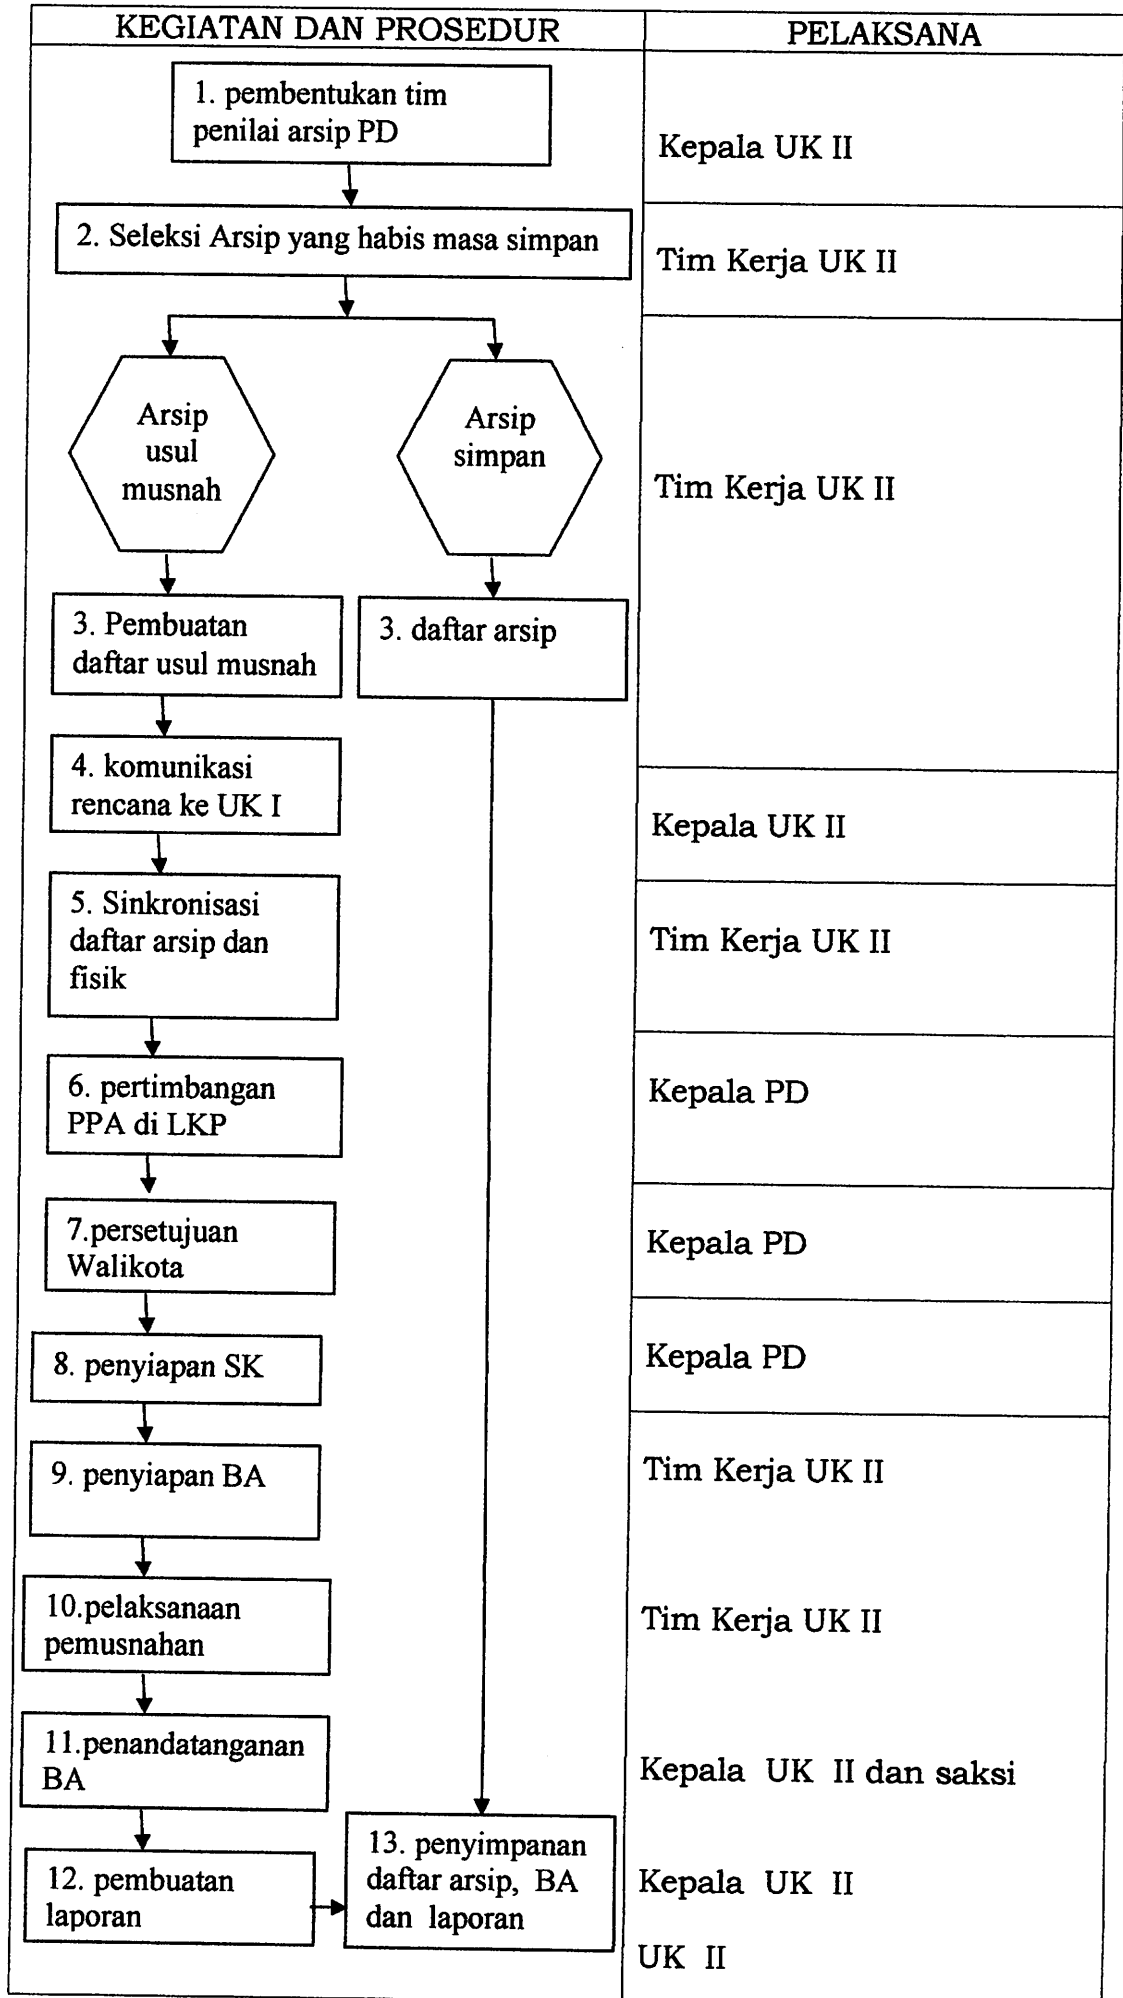 KEGIATAN DAN PROSEDUR
PELAKSANA
1. pembentukan tim
penilai arsip PD
Kepala UK II
2. Seleksi Arsip yang habis masa simpan
Tim Kerja UK II
Arsip
usul
musnah
Arsip
simpan
Tim Kerja UK II
3. Pembuatan
daftar usul musnah
3. daftar arsip
4. komunikasi
rencana ke UK I
Kepala UK II
5. Sinkronisasi
daftar arsip dan
fisik
Tim Kerja UK II
6. pertimbangan
PPA di LKP
Kepala PD
7.persetujuan
Walikota
Kepala PD
8. penyiapan SK
Kepala PD
9. penyiapan BA
Tim Kerja UK II
10.pelaksanaan
pemusnahan
Tim Kerja UK II
11.penandatanganan
BA
Kepala UK II dan saksi
12. pembuatan
laporan
13. penyimpanan
daftar arsip, BA
dan laporan
Kepala UK II
UK II